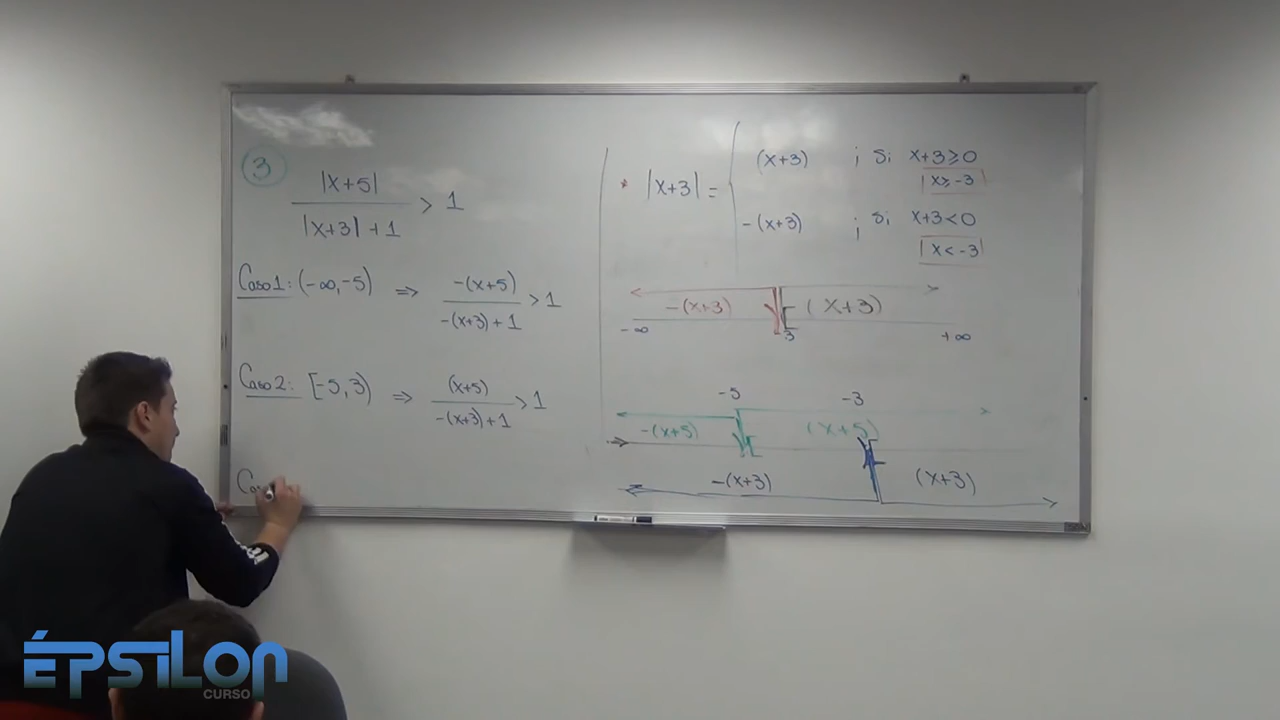 3
|x+5| / |x+3| + 1 > 1
Caso 1: (-∞, -5) ⇒ -(x+5) / -(x+3)+1 > 1
Caso 2: [-5, 3) ⇒ (x+5) / -(x+3)+1 > 1
Cas
* |x+3| =
(x+3) ; Si x+3≥0
|x≥-3|
-(x+3) ; Si x+3<0
|x<-3|
-(x+3) (x+3)
-∞ 3 +∞
-5 -3
-(x+5) (x+5)
-(x+3) (x+3)
ÉPSILON
CURSO